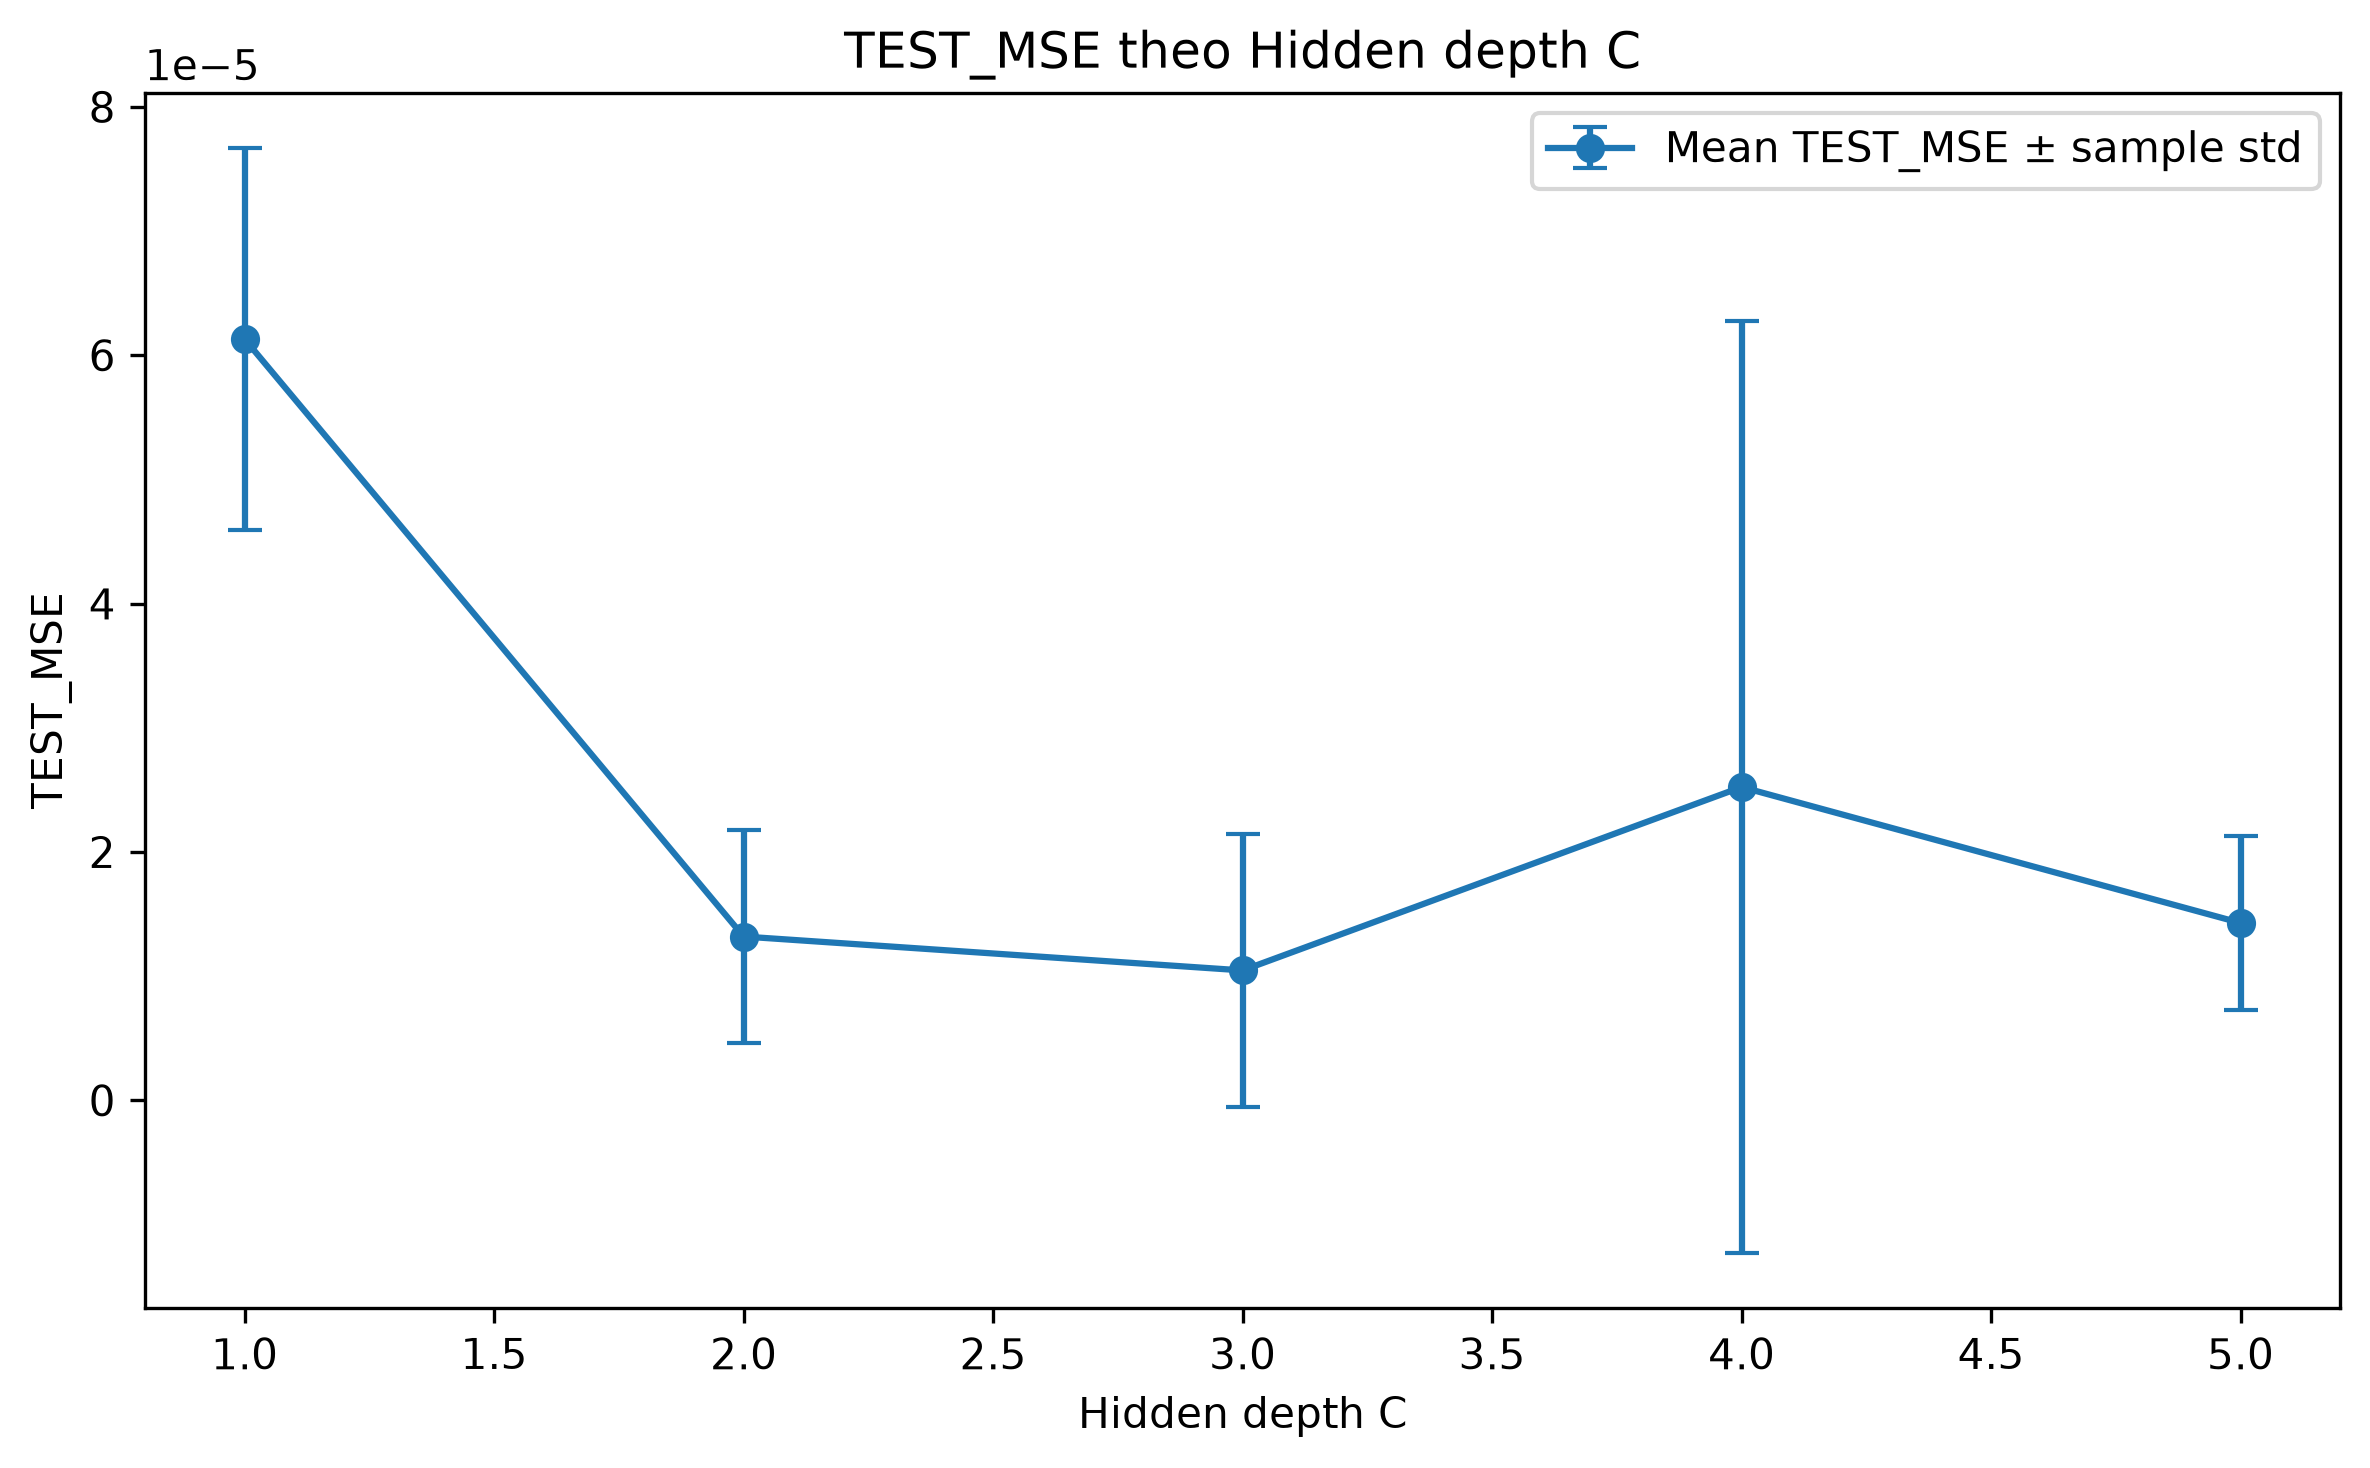 TEST_MSE theo Hidden depth C
1e−5
Mean TEST_MSE ± sample std
8
6
4
2
0
TEST_MSE
1.0 1.5 2.0 2.5 3.0 3.5 4.0 4.5 5.0
Hidden depth C